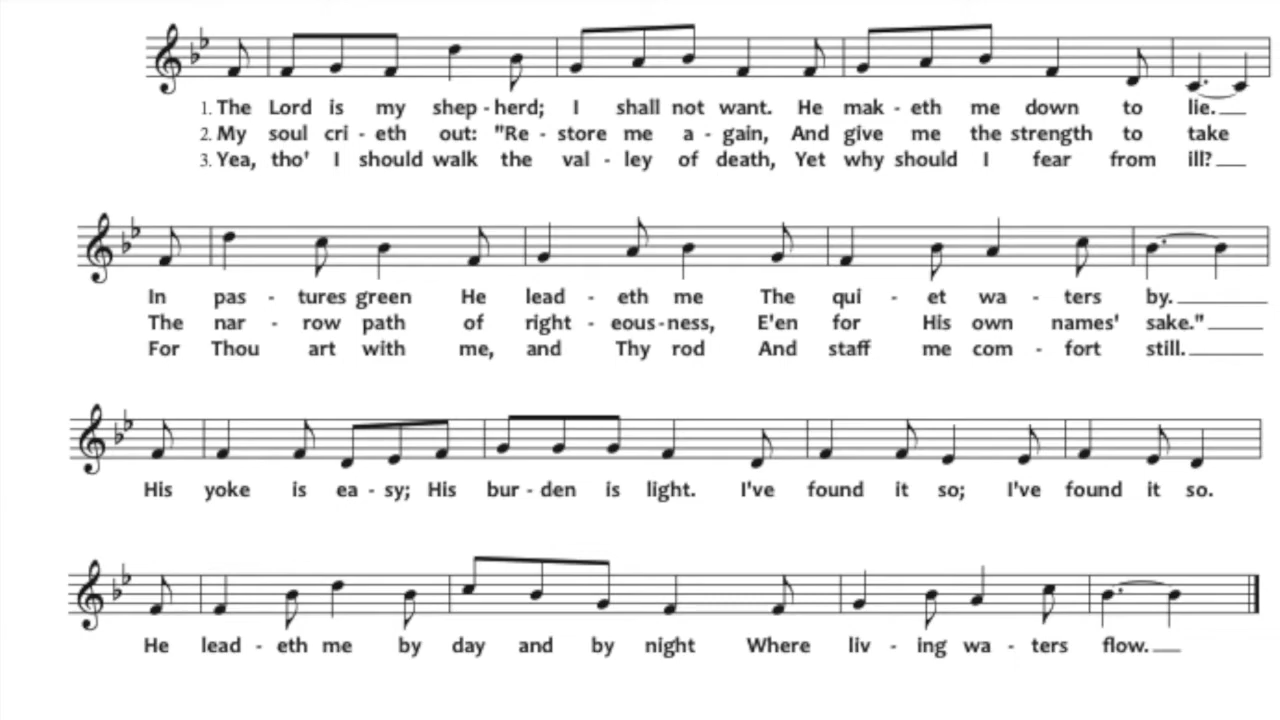 1. The Lord is my shep - herd; I shall not want. He mak - eth me down to lie.
2. My soul cri - eth out: "Re - store me a - gain, And give me the strength to take
3. Yea, tho' I should walk the val - ley of death, Yet why should I fear from ill?
In pas - tures green He lead - eth me The qui - et wa - ters by.
The nar - row path of right - eous - ness, E'en for His own names' sake."
For Thou art with me, and Thy rod And staff me com - fort still.
His yoke is ea - sy; His bur - den is light. I've found it so; I've found it so.
He lead - eth me by day and by night Where liv - ing wa - ters flow.